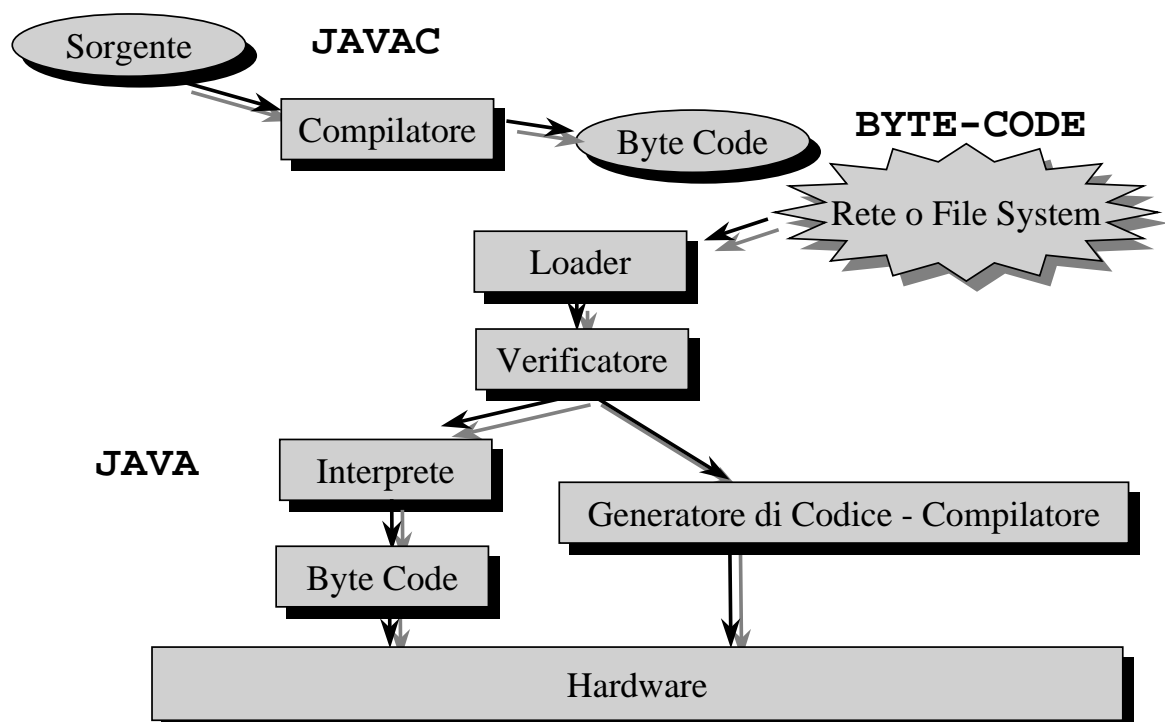 Sorgente
JAVAC
Compilatore
Byte Code
BYTE-CODE
Rete o File System
Loader
Verificatore
JAVA
Interprete
Generatore di Codice - Compilatore
Byte Code
Hardware